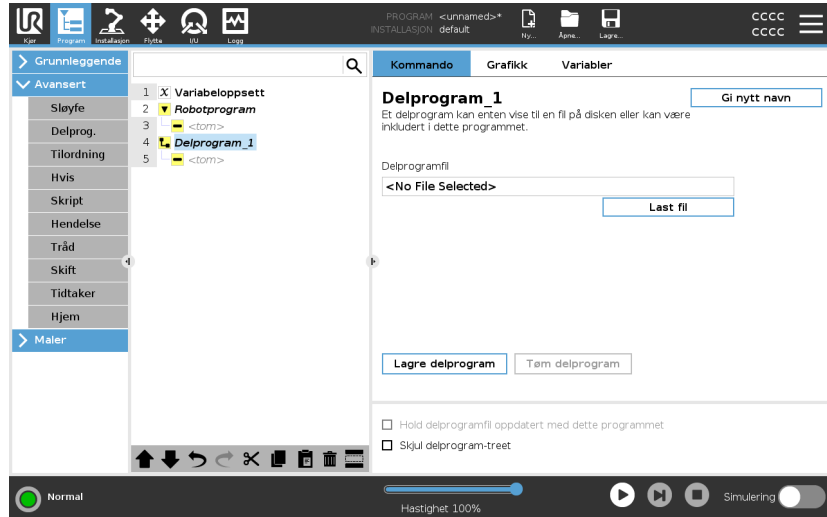 UR
PROGRAM <unnamed>*
CCCC
INSTALLASJON default
CCCC
Kjør
Program
Installasjon
Flytte
I/U
Logg
Ny...
Åpne...
Lagre...
Grunnleggende
Avansert
Sløyfe
Delprog.
Tilordning
Hvis
Skript
Hendelse
Tråd
Skift
Tidtaker
Hjem
Maler
1 X Variabeloppsett
2 Robotprogram
3 <tom>
4 Delprogram_1
5 <tom>
Kommando
Grafikk
Variabler
Delprogram_1
Gi nytt navn
Et delprogram kan enten vise til en fil på disken eller kan være
inkludert i dette programmet.
Delprogramfil
<No File Selected>
Last fil
Lagre delprogram
Tøm delprogram
Hold delprogramfil oppdatert med dette programmet
Skjul delprogram-treet
Normal
Hastighet 100%
Simulering